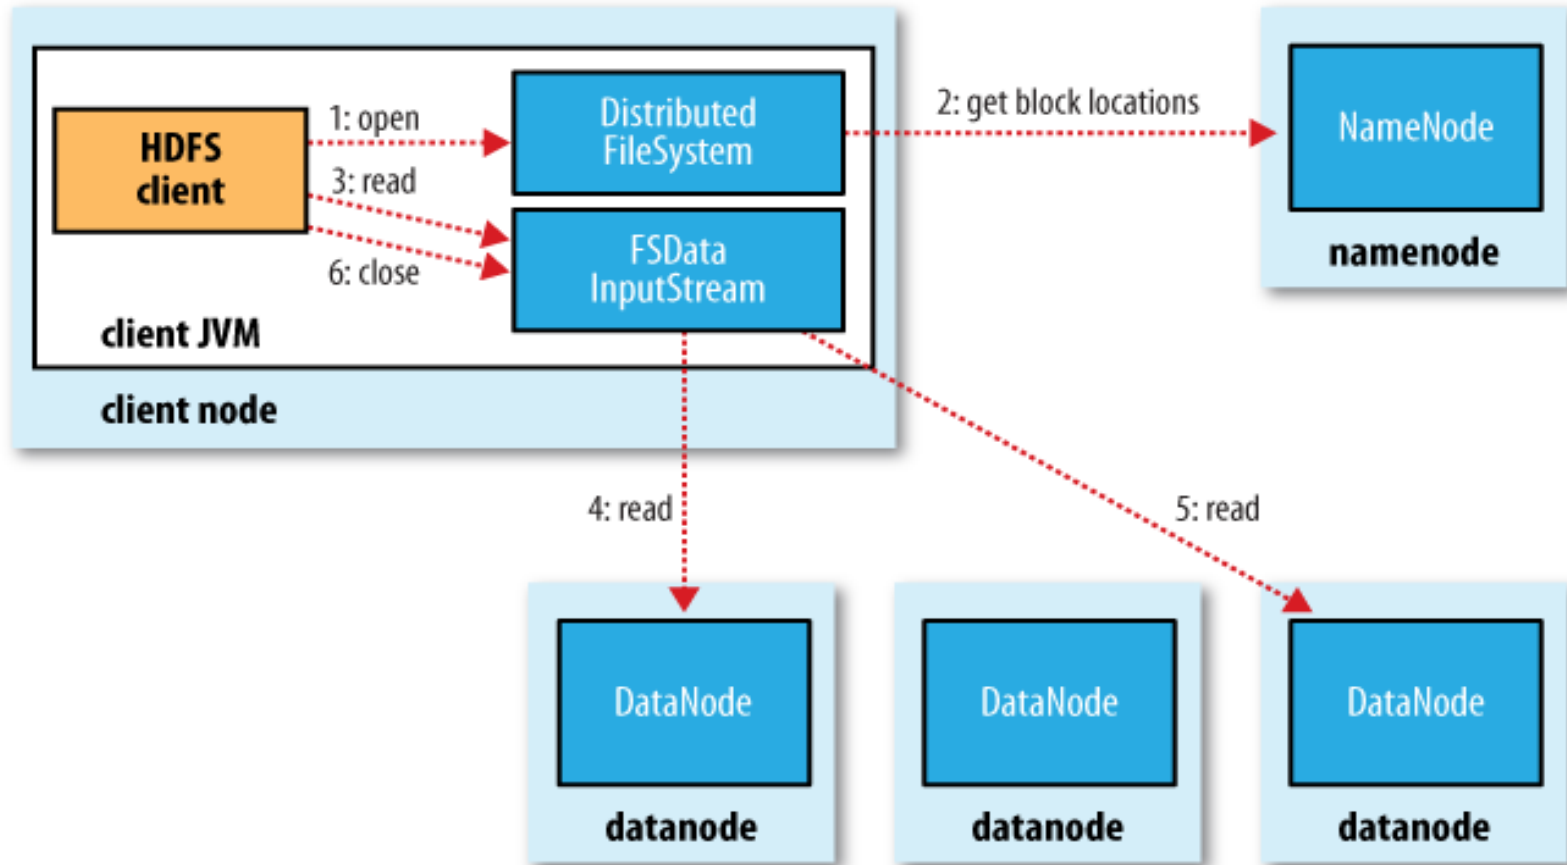 1: open
HDFS
client
3: read
6: close
Distributed
FileSystem
FSData
InputStream
client JVM
client node
2: get block locations
NameNode
namenode
4: read
5: read
DataNode
datanode
DataNode
datanode
DataNode
datanode